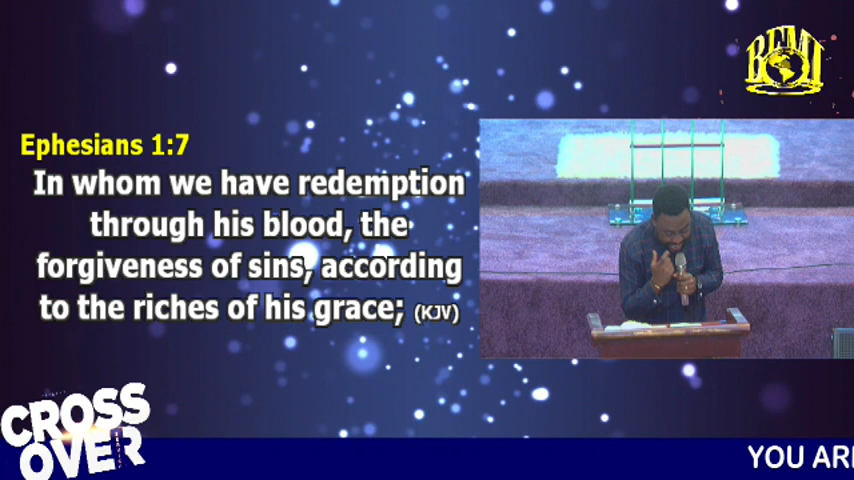 BFMI
Ephesians 1:7
In whom we have redemption
through his blood, the
forgiveness of sins, according
to the riches of his grace; (KJV)
CROSS
OVER
YOU ARE